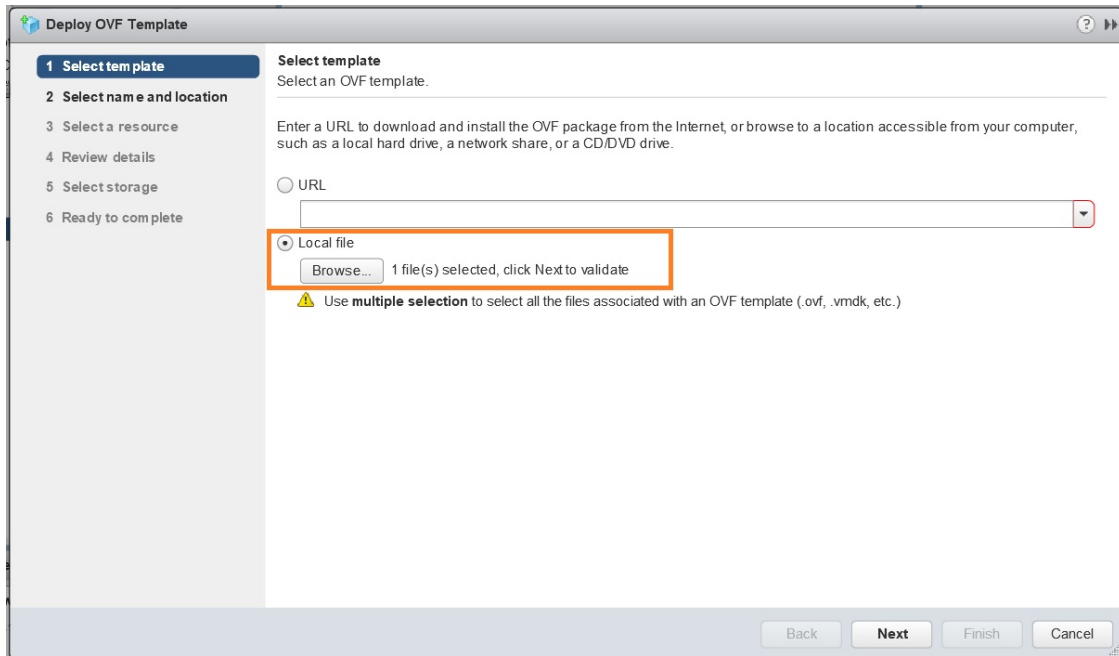 Deploy OVF Template
1 Select template
2 Select name and location
3 Select a resource
4 Review details
5 Select storage
6 Ready to complete
Select template
Select an OVF template.
Enter a URL to download and install the OVF package from the Internet, or browse to a location accessible from your computer,
such as a local hard drive, a network share, or a CD/DVD drive.
URL
Local file
Browse... 1 file(s) selected, click Next to validate
Use multiple selection to select all the files associated with an OVF template (.ovf, .vmdk, etc.)
Back Next Finish Cancel